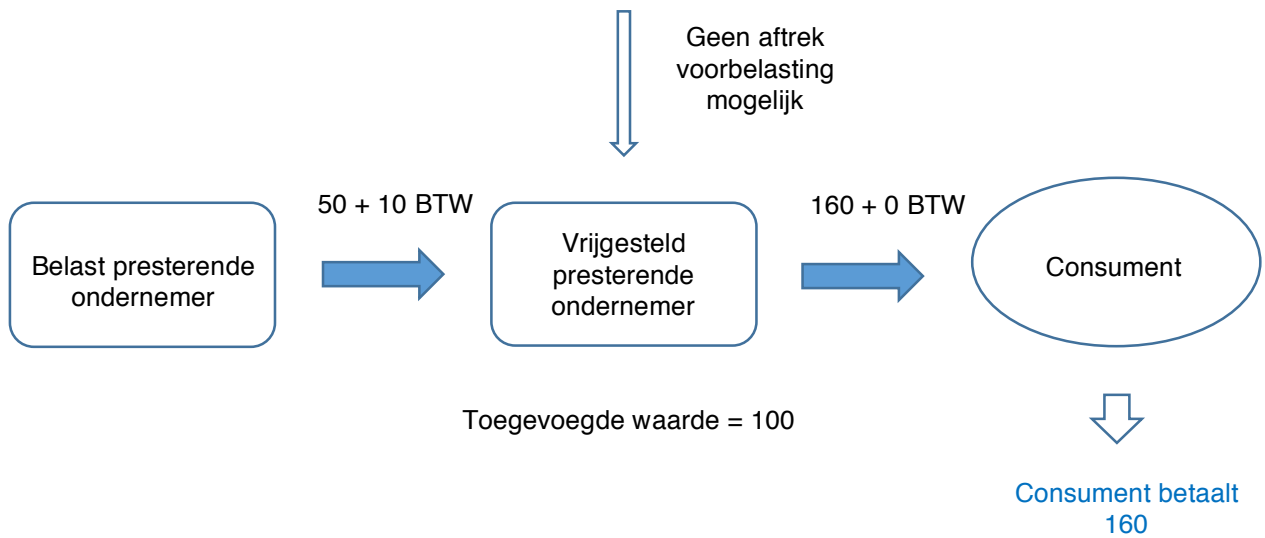 Geen aftrek
voorbelasting
mogelijk
50 + 10 BTW
160 + 0 BTW
Belast presterende
ondernemer
Vrijgesteld
presterende
ondernemer
Consument
Toegevoegde waarde = 100
Consument betaalt
160